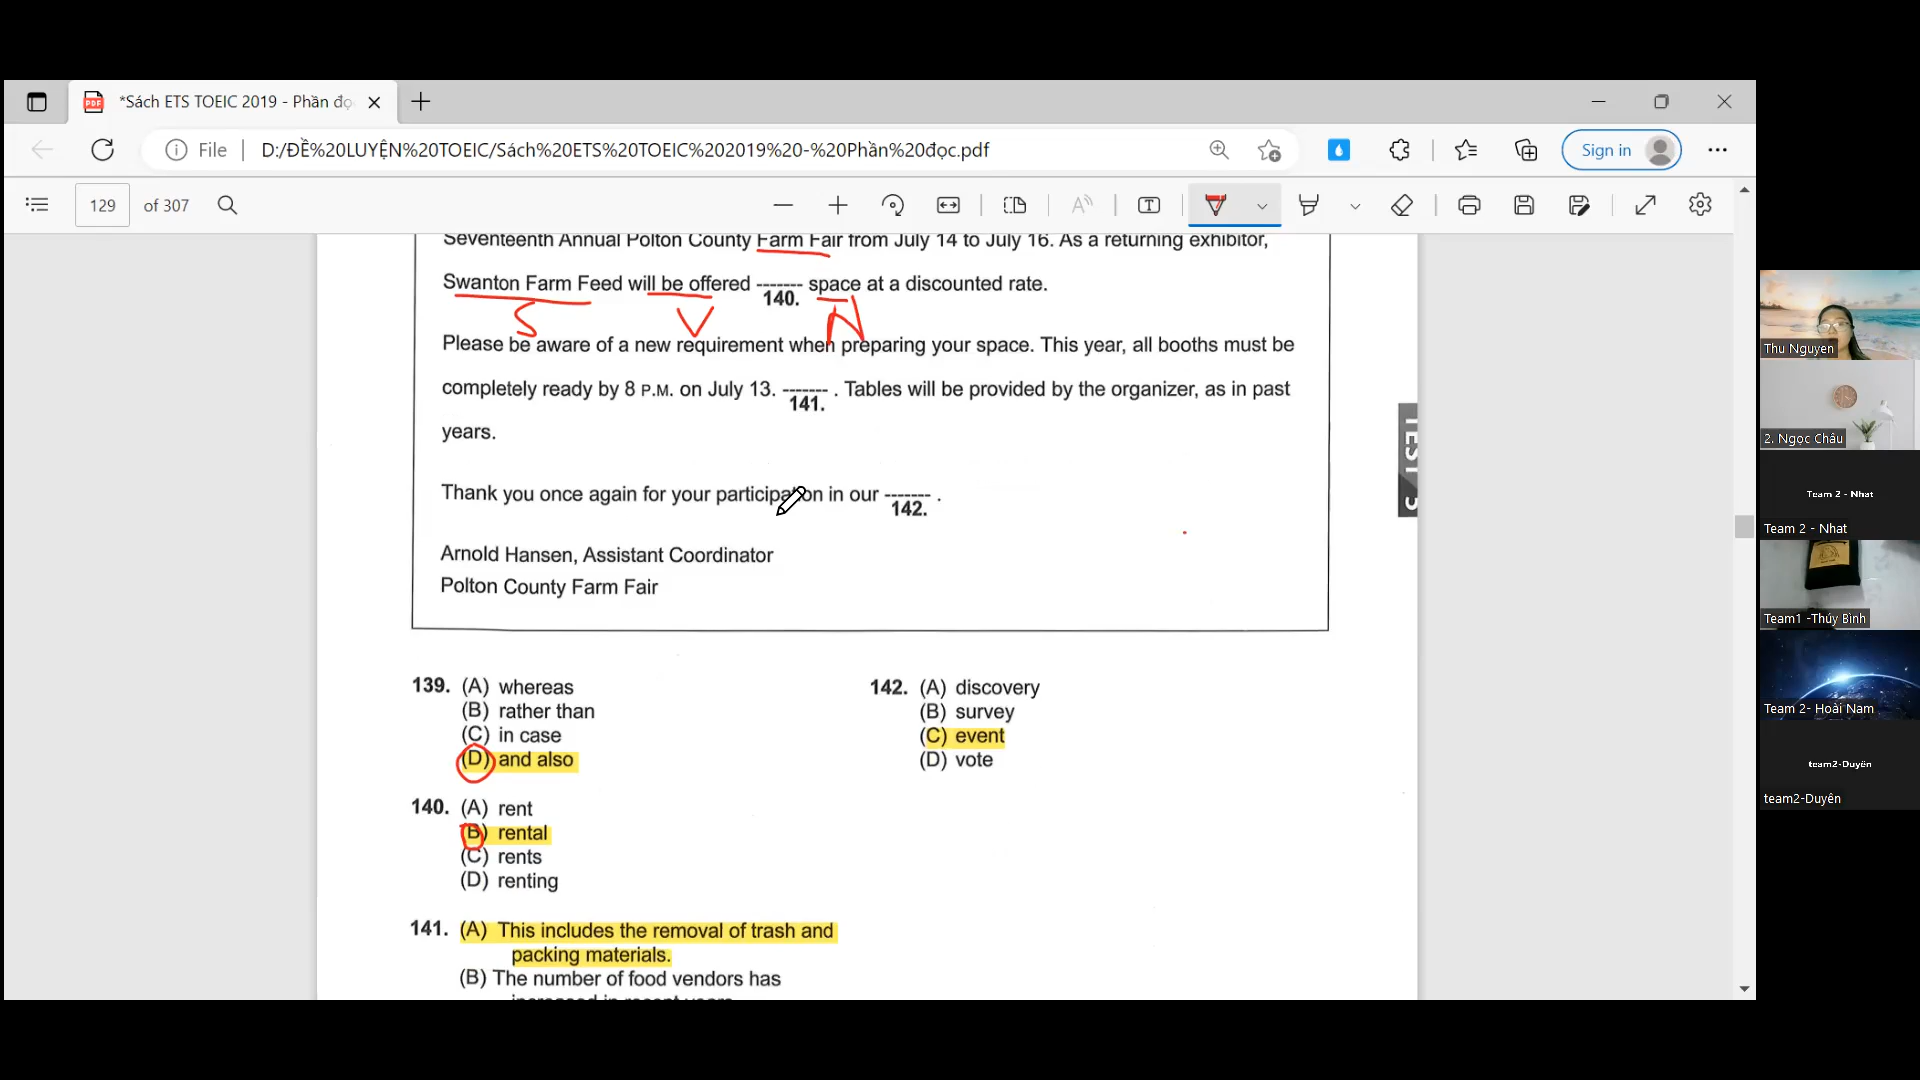 *Sách ETS TOEIC 2019 - Phần đọ
File
D:/ĐỀ%20LUYỆN%20TOEIC/Sách%20ETS%20TOEIC%202019%20-%20Phần%20đọc.pdf
Sign in
129 of 307
Seventeenth Annual Polton County Farm Fair from July 14 to July 16. As a returning exhibitor,
Swanton Farm Feed will be offered ------- space at a discounted rate.
140.
S V N
Please be aware of a new requirement when preparing your space. This year, all booths must be
completely ready by 8 P.M. on July 13. ------- . Tables will be provided by the organizer, as in past
141.
years.
Thank you once again for your participation in our ------- .
142.
Arnold Hansen, Assistant Coordinator
Polton County Farm Fair
TEST 5
139. (A) whereas
(B) rather than
(C) in case
(D) and also
140. (A) rent
(B) rental
(C) rents
(D) renting
141. (A) This includes the removal of trash and
packing materials.
(B) The number of food vendors has
increased in recent years.
142. (A) discovery
(B) survey
(C) event
(D) vote
Thu Nguyen
2. Ngọc Châu
Team 2 - Nhat
Team 2 - Nhat
Team1 -Thúy Bình
Team 2- Hoài Nam
team2-Duyên
team2-Duyên